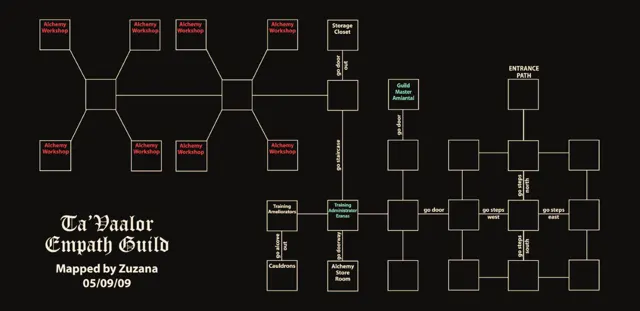 Alchemy
Workshop
Alchemy
Workshop
Alchemy
Workshop
Alchemy
Workshop
Storage
Closet
go door
out
Guild
Master
Amiantal
go door
ENTRANCE
PATH
Alchemy
Workshop
Alchemy
Workshop
Alchemy
Workshop
Alchemy
Workshop
go staircase
go steps
north
Training
Ameliorators
Training
Administrator
Erenas
go door
go steps
west
go steps
east
go alcove
out
go doorway
go steps
south
Cauldrons
Alchemy
Store
Room
Ta'Vaalor
Empath Guild
Mapped by Zuzana
05/09/09